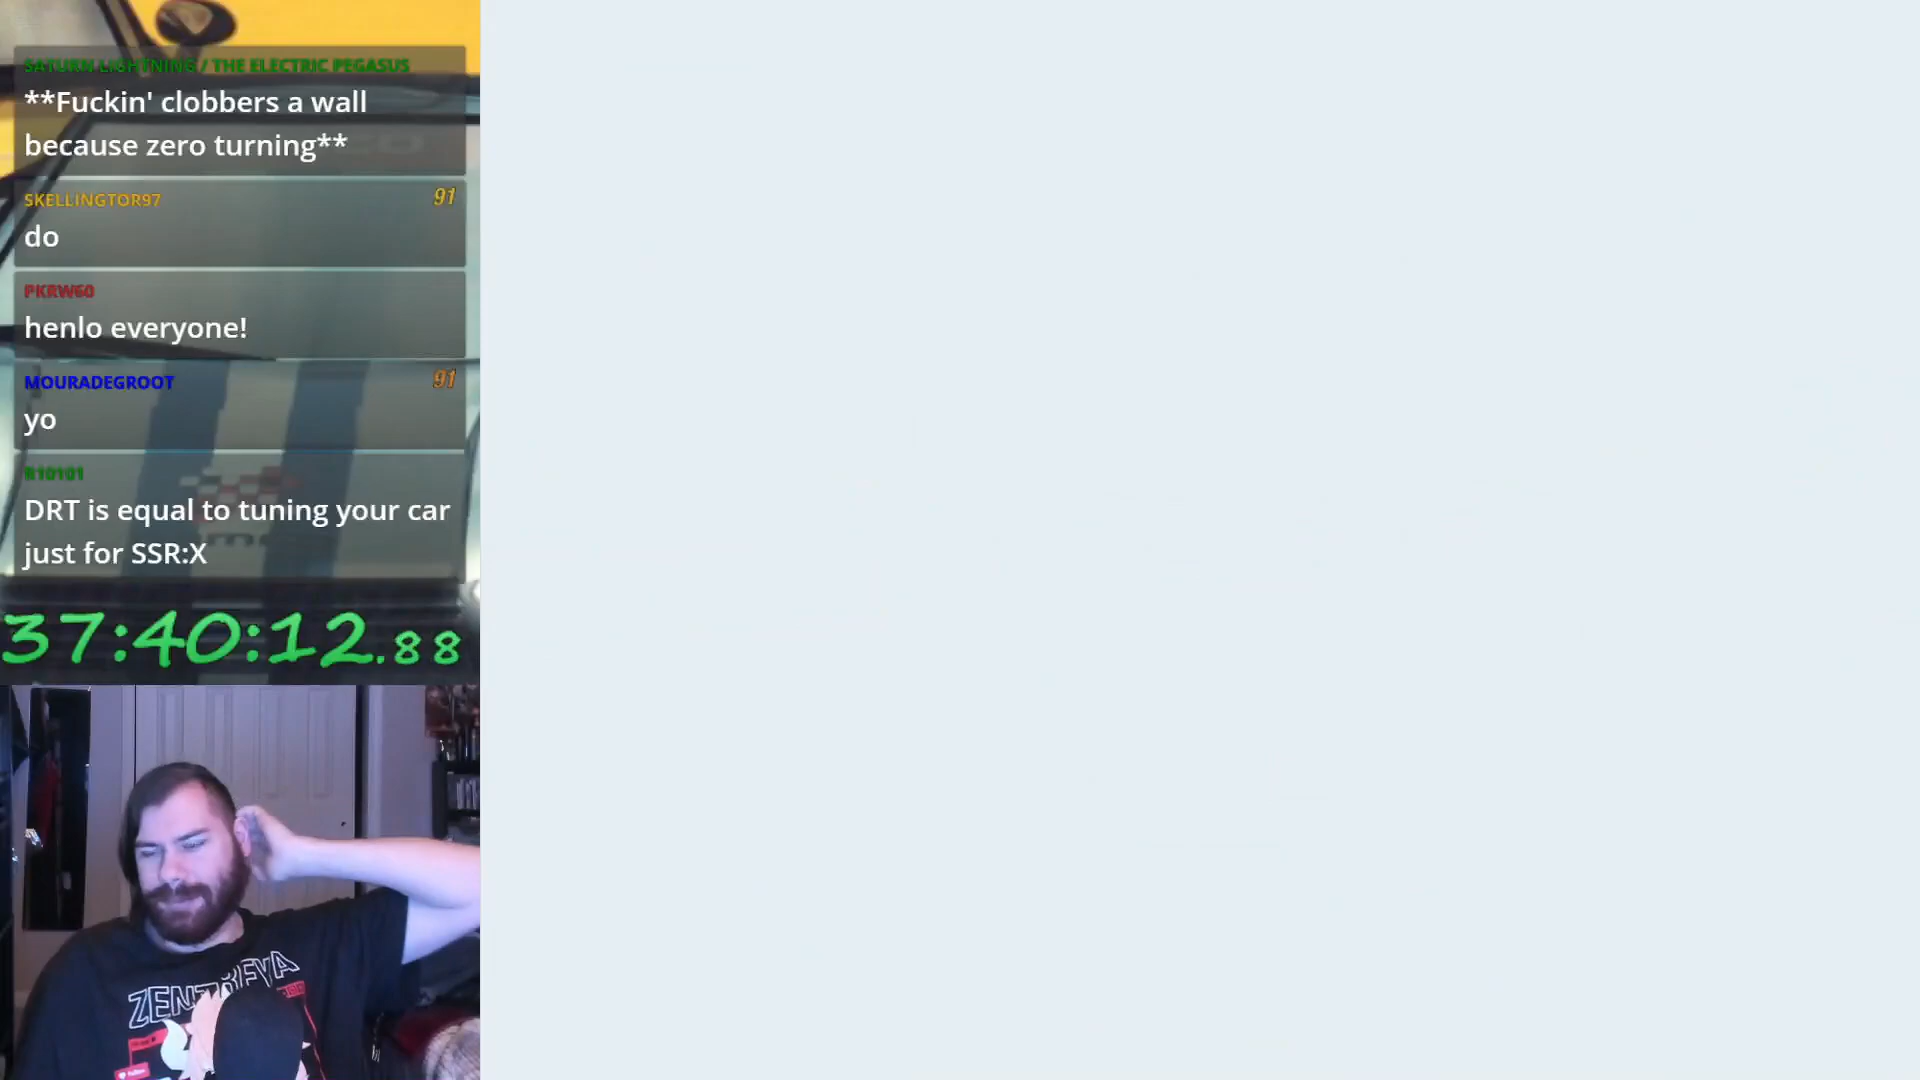 SATURN LIGHTNING / THE ELECTRIC PEGASUS
**Fuckin' clobbers a wall
because zero turning**
SKELLINGTOR97 91
do
PKRW60
henlo everyone!
MOURADEGROOT 91
yo
R10101
DRT is equal to tuning your car
just for SSR:X
37:40:12.88
ZENTREYA